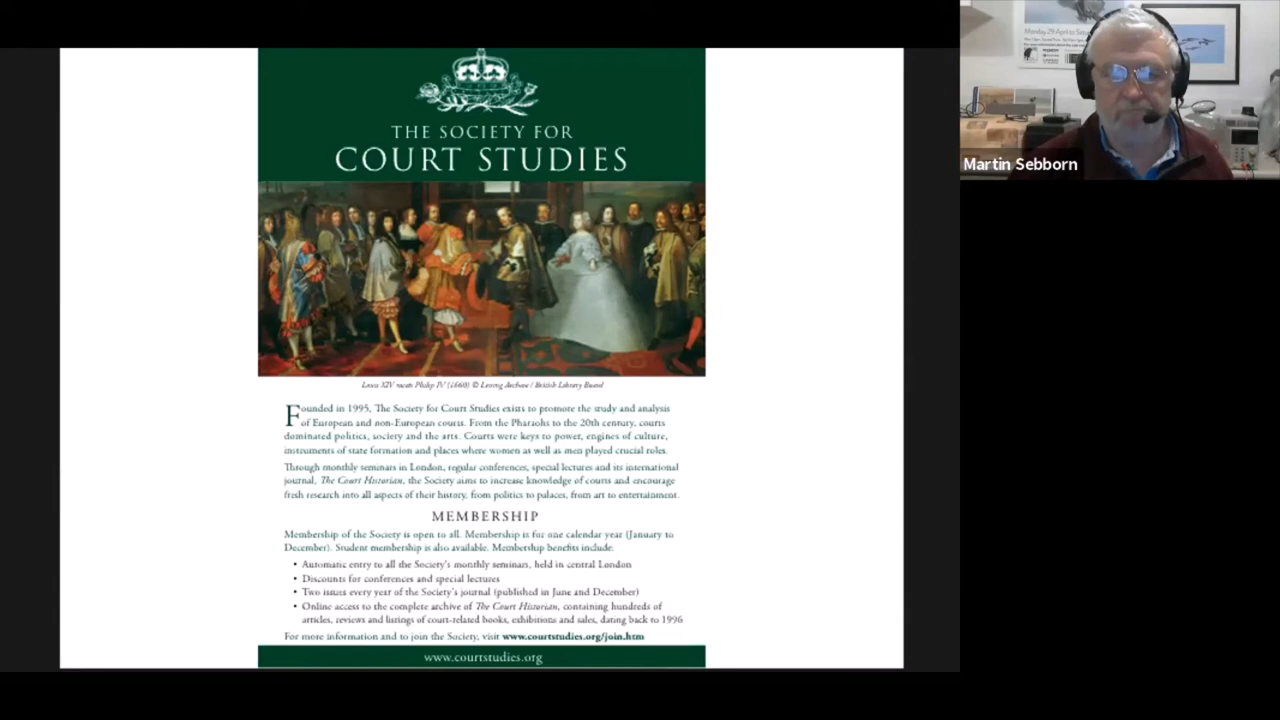 THE SOCIETY FOR
COURT STUDIES
Louis XIV meets Philip IV (1660) © Leving Archive / British Library Board
Founded in 1995, The Society for Court Studies exists to promote the study and analysis
of European and non-European courts. From the Pharaohs to the 20th century, courts
dominated politics, society and the arts. Courts were keys to power, engines of culture,
instruments of state formation and places where women as well as men played crucial roles.
Through monthly seminars in London, regular conferences, special lectures and its international
journal, The Court Historian, the Society aims to increase knowledge of courts and encourage
fresh research into all aspects of their history, from politics to palaces, from art to entertainment.
MEMBERSHIP
Membership of the Society is open to all. Membership is for one calendar year (January to
December). Student membership is also available. Membership benefits include:
• Automatic entry to all the Society's monthly seminars, held in central London
• Discounts for conferences and special lectures
• Two issues every year of the Society's journal (published in June and December)
• Online access to the complete archive of The Court Historian, containing hundreds of
articles, reviews and listings of court-related books, exhibitions and sales, dating back to 1996
For more information and to join the Society, visit www.courtstudies.org/join.htm
www.courtstudies.org
Monday, 29 April to
Martin Sebborn